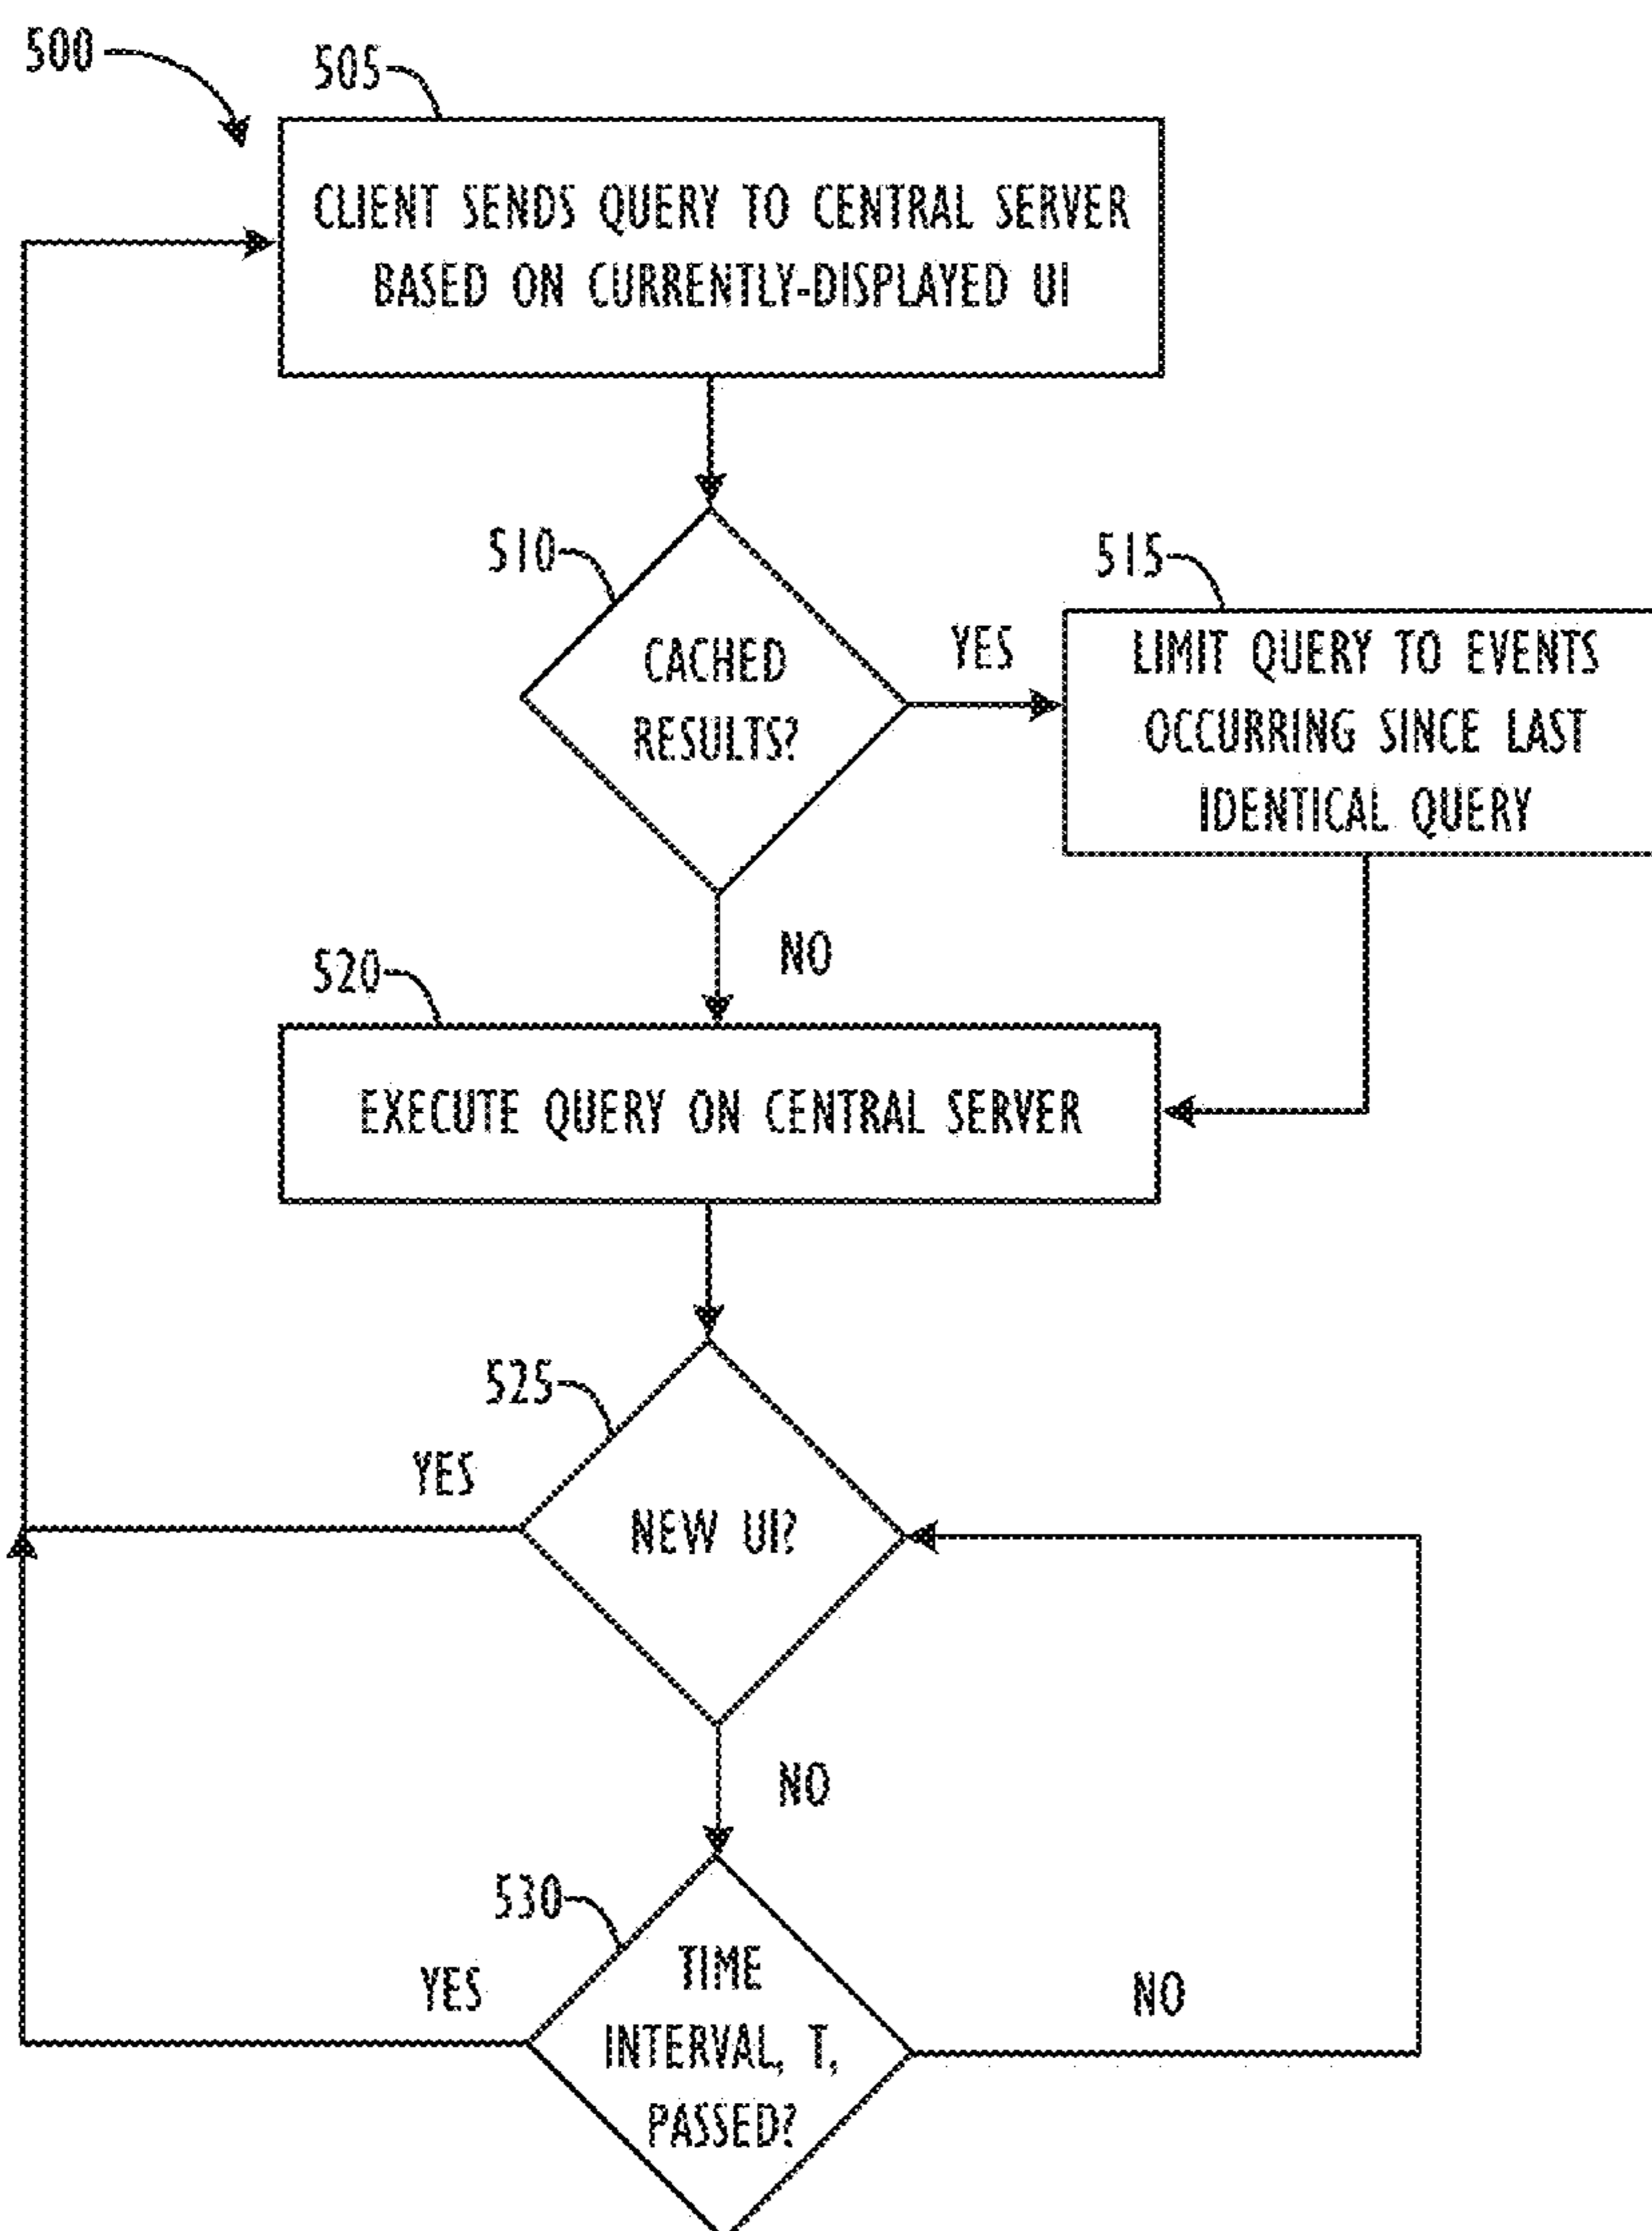 500
505
CLIENT SENDS QUERY TO CENTRAL SERVER
BASED ON CURRENTLY-DISPLAYED UI
510
CACHED
RESULTS?
YES
515
LIMIT QUERY TO EVENTS
OCCURRING SINCE LAST
IDENTICAL QUERY
NO
520
EXECUTE QUERY ON CENTRAL SERVER
525
YES
NEW UI?
NO
530
YES
TIME
INTERVAL, T,
PASSED?
NO